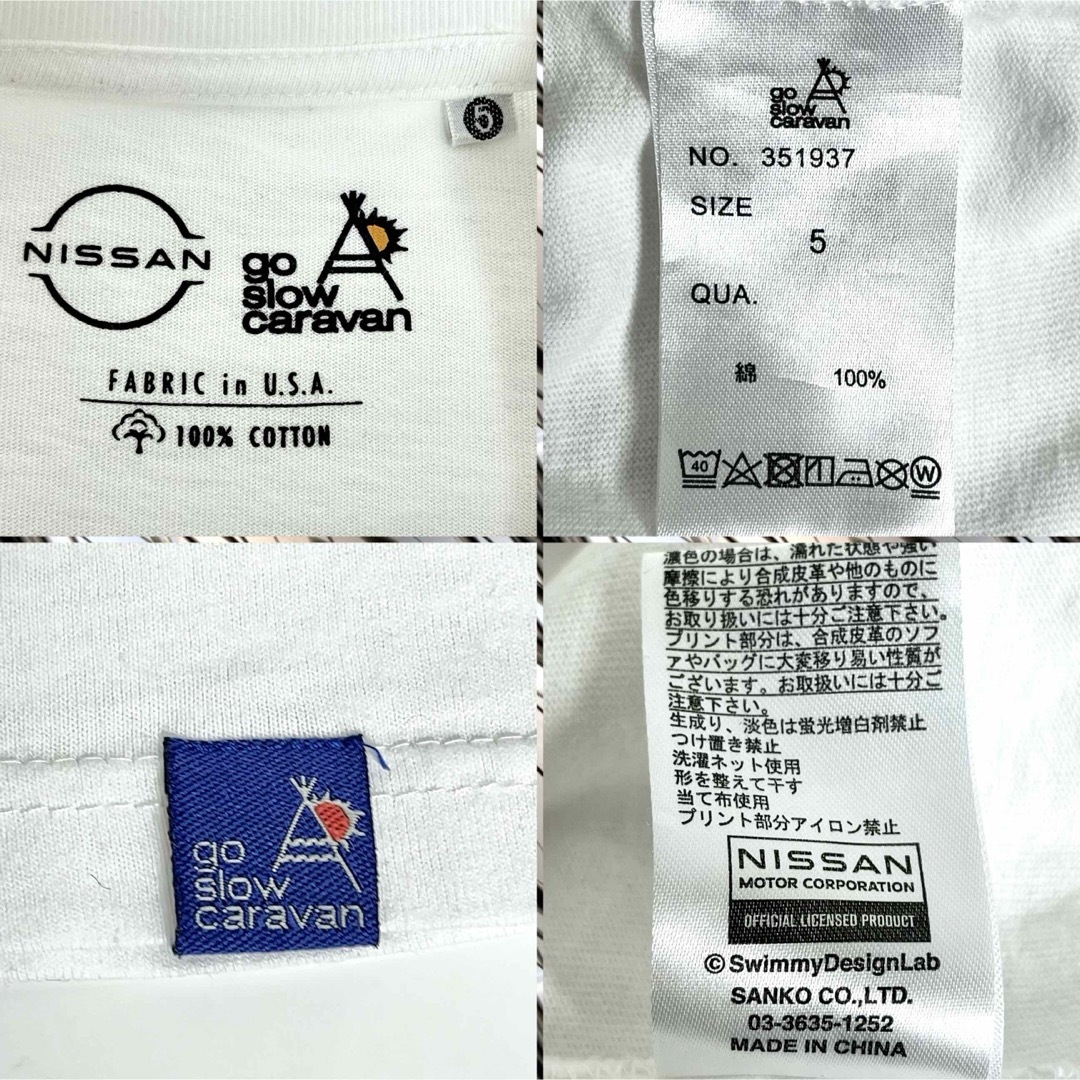 5
NISSAN
go
slow
caravan
FABRIC in U.S.A.
100% COTTON
go
slow
caravan
NO. 351937
SIZE
5
QUA.
綿 100%
40
W
go
slow
caravan
濃色の場合は、濡れた状態や強い
摩擦により合成皮革や他のものに
色移りする恐れがありますので、
お取り扱いには十分ご注意下さい。
プリント部分は、合成皮革のソフ
ァやバッグに大変移り易い性質が
ございます。お取扱いには十分ご
注意下さい。
生成り、淡色は蛍光増白剤禁止
つけ置き禁止
洗濯ネット使用
形を整えて干す
当て布使用
プリント部分アイロン禁止
NISSAN
MOTOR CORPORATION
OFFICIAL LICENSED PRODUCT
©SwimmyDesignLab
SANKO CO.,LTD.
03-3635-1252
MADE IN CHINA